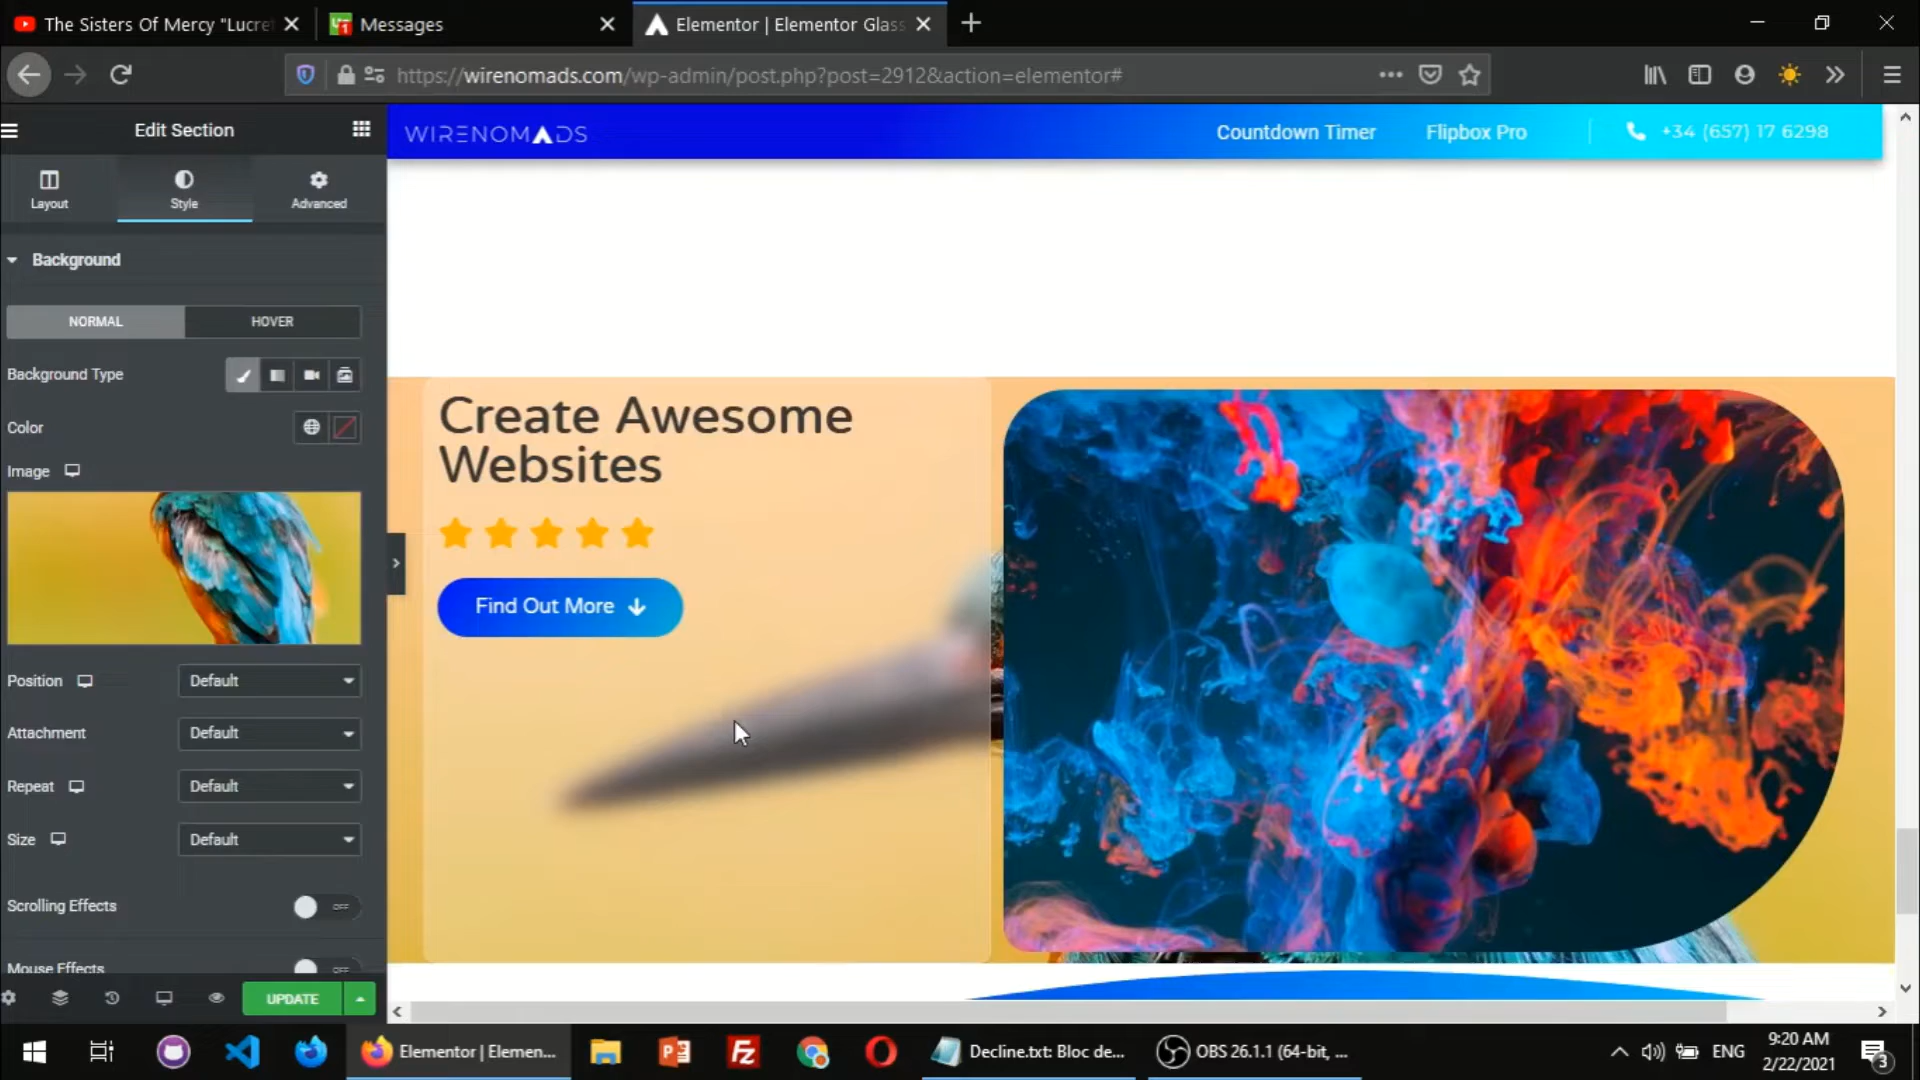 The Sisters Of Mercy "Lucre
Messages
Elementor | Elementor Glass
https://wirenomads.com/wp-admin/post.php?post=2912&action=elementor#
Edit Section
WIRENOMADS
Countdown Timer
Flipbox Pro
+34 (657) 17 6298
Layout
Style
Advanced
Background
NORMAL
HOVER
Background Type
Color
Image
Create Awesome
Websites
Find Out More
Position
Default
Attachment
Default
Repeat
Default
Size
Default
Scrolling Effects
OFF
Mouse Effects
OFF
UPDATE
Elementor | Elemen...
Decline.txt: Bloc de...
OBS 26.1.1 (64-bit, ...
ENG
9:20 AM
2/22/2021
3